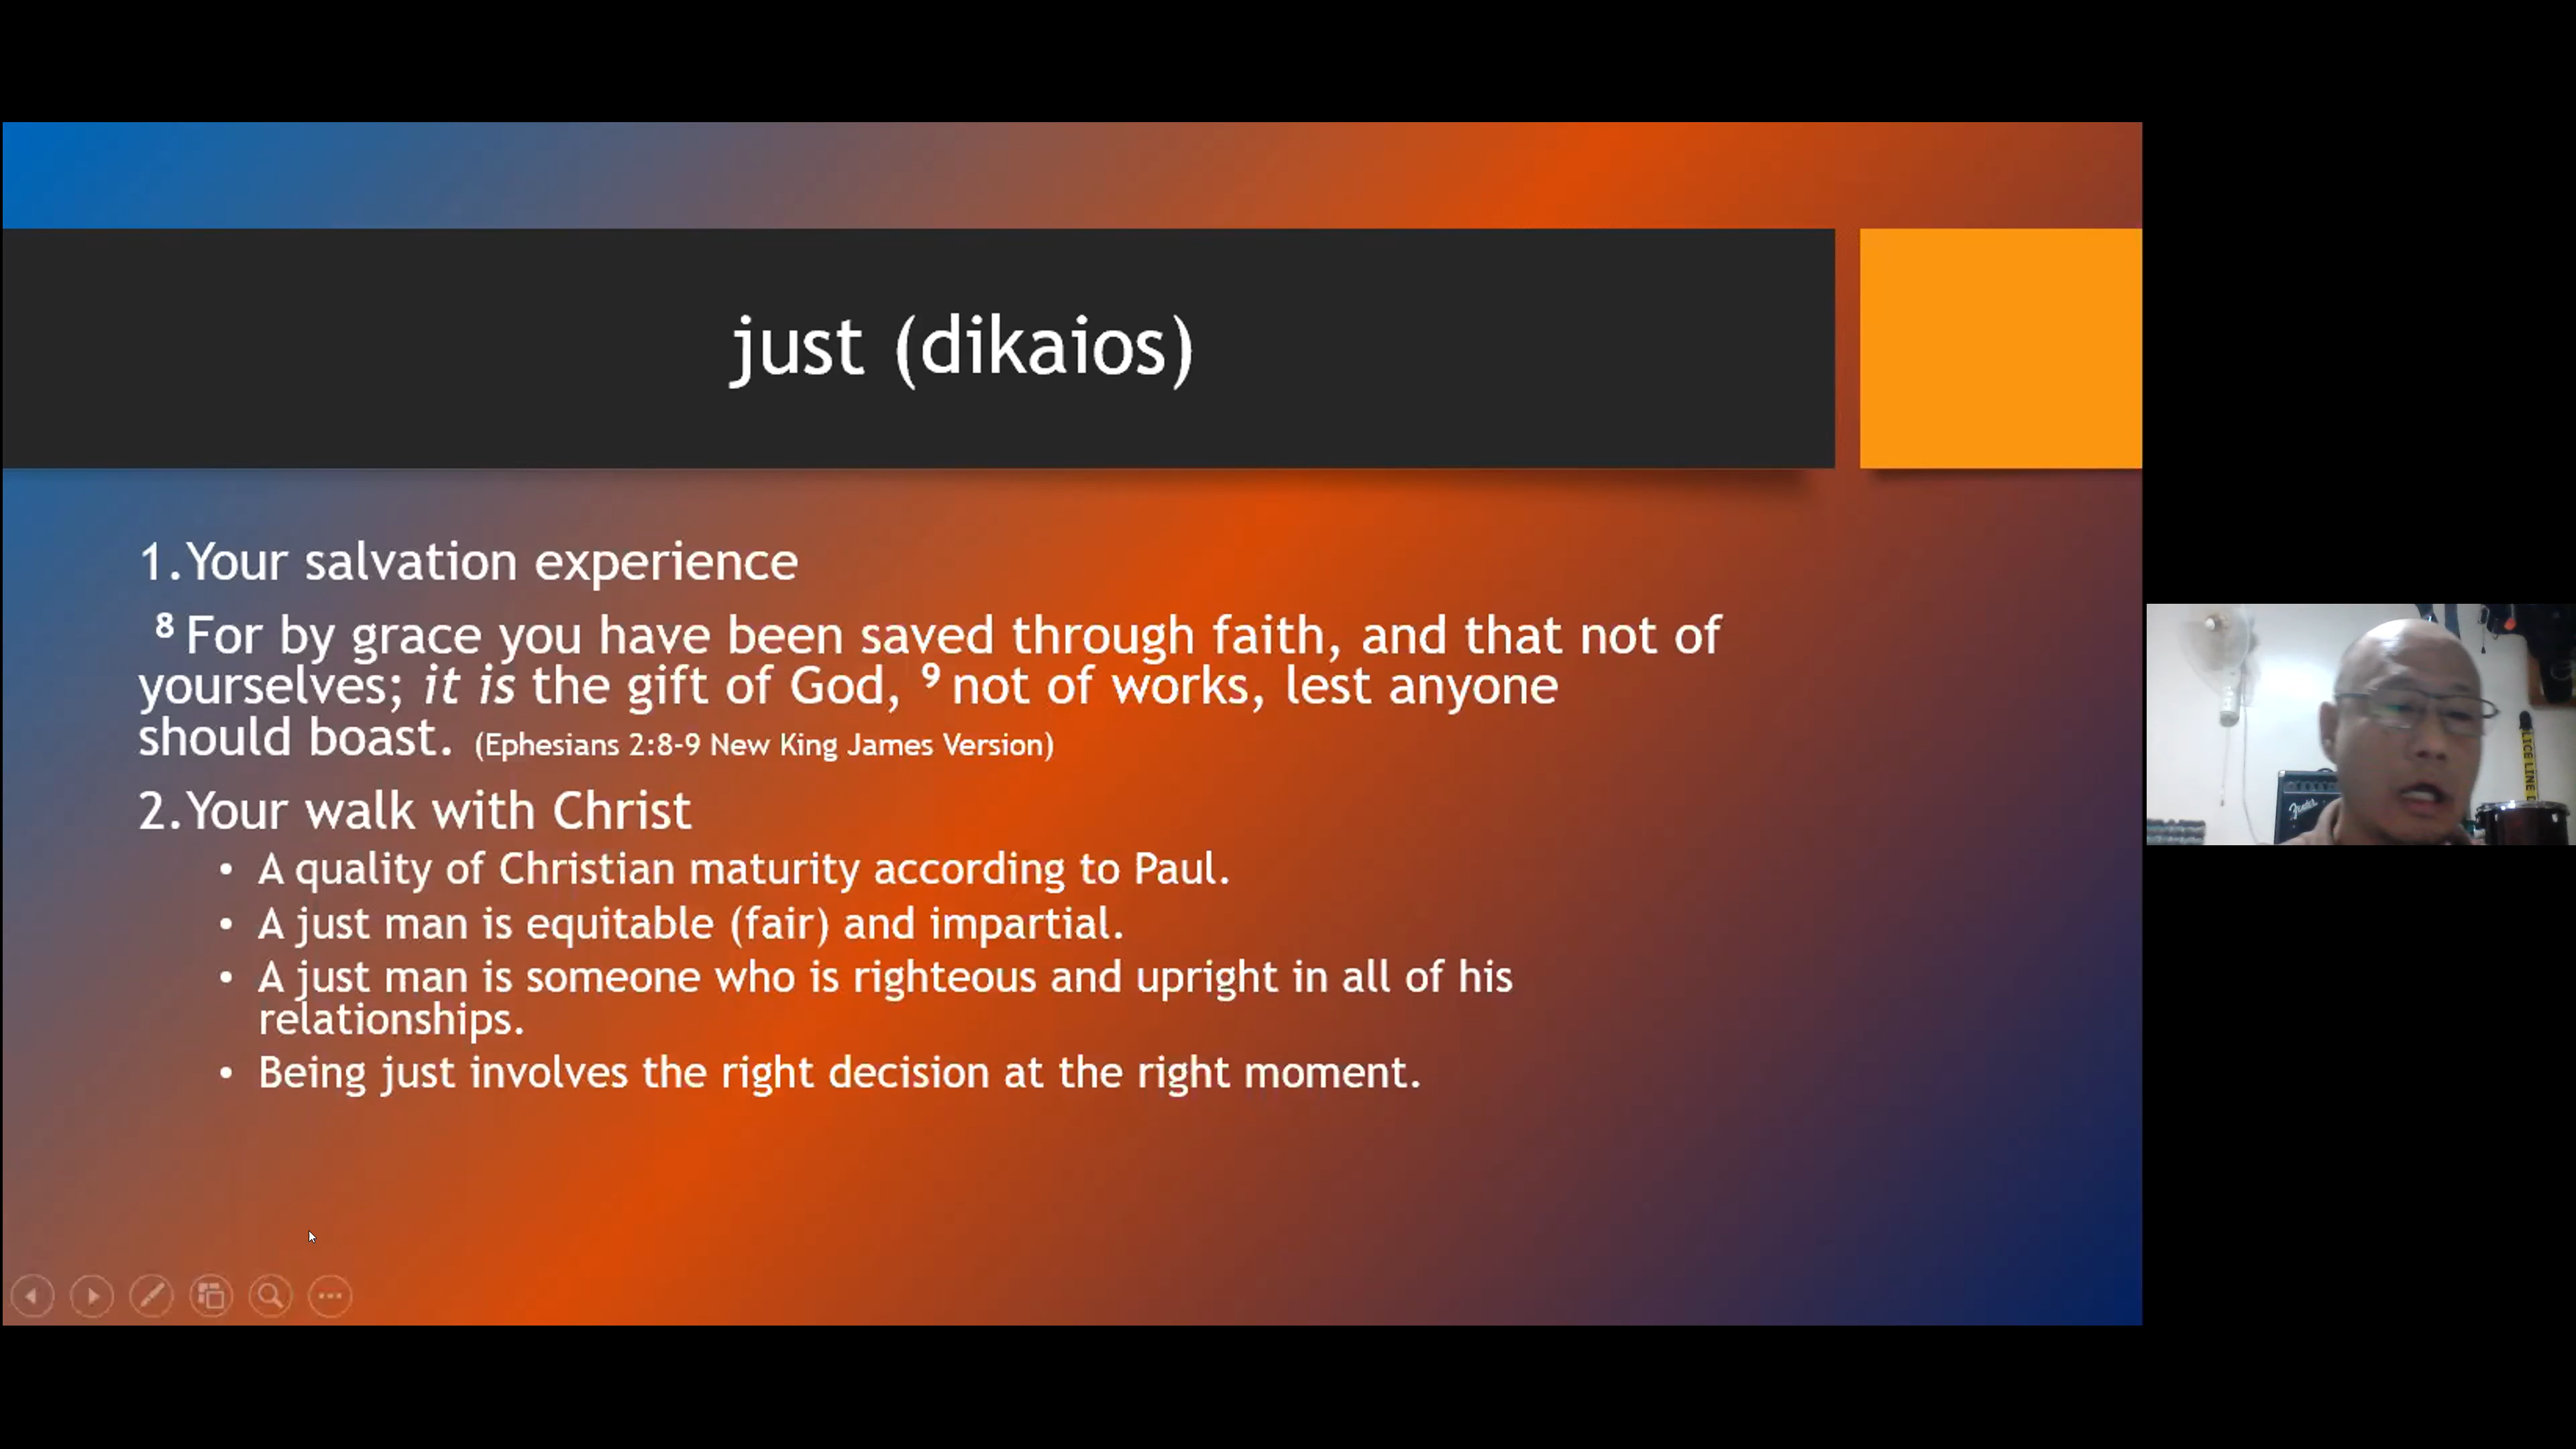 just (dikaios)
1.Your salvation experience
8 For by grace you have been saved through faith, and that not of
yourselves; it is the gift of God, 9 not of works, lest anyone
should boast. (Ephesians 2:8-9 New King James Version)
2.Your walk with Christ
• A quality of Christian maturity according to Paul.
• A just man is equitable (fair) and impartial.
• A just man is someone who is righteous and upright in all of his
relationships.
• Being just involves the right decision at the right moment.
Fender
LICE LINE D